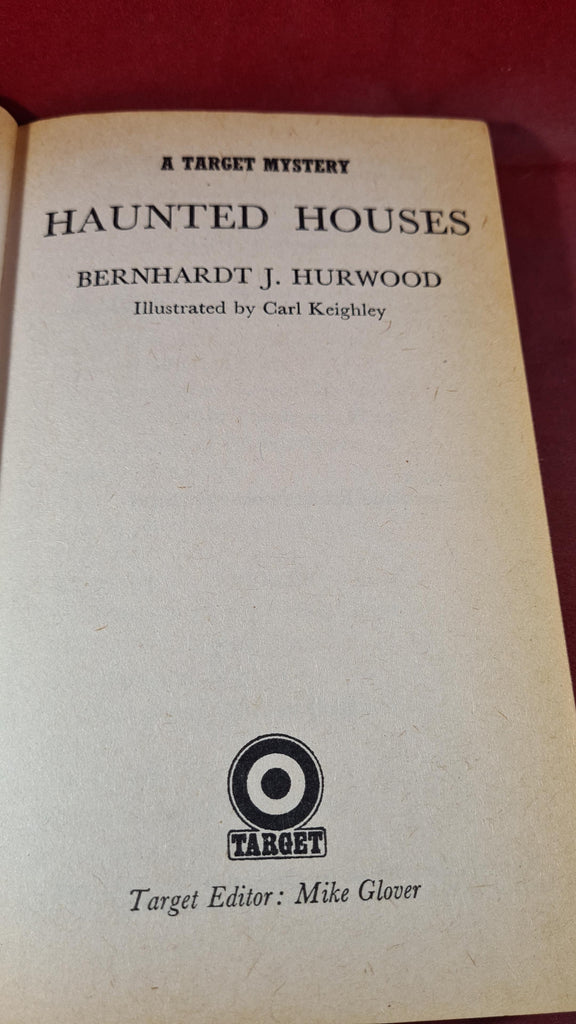 A TARGET MYSTERY
HAUNTED HOUSES
BERNHARDT J. HURWOOD
Illustrated by Carl Keighley
TARGET
Target Editor: Mike Glover